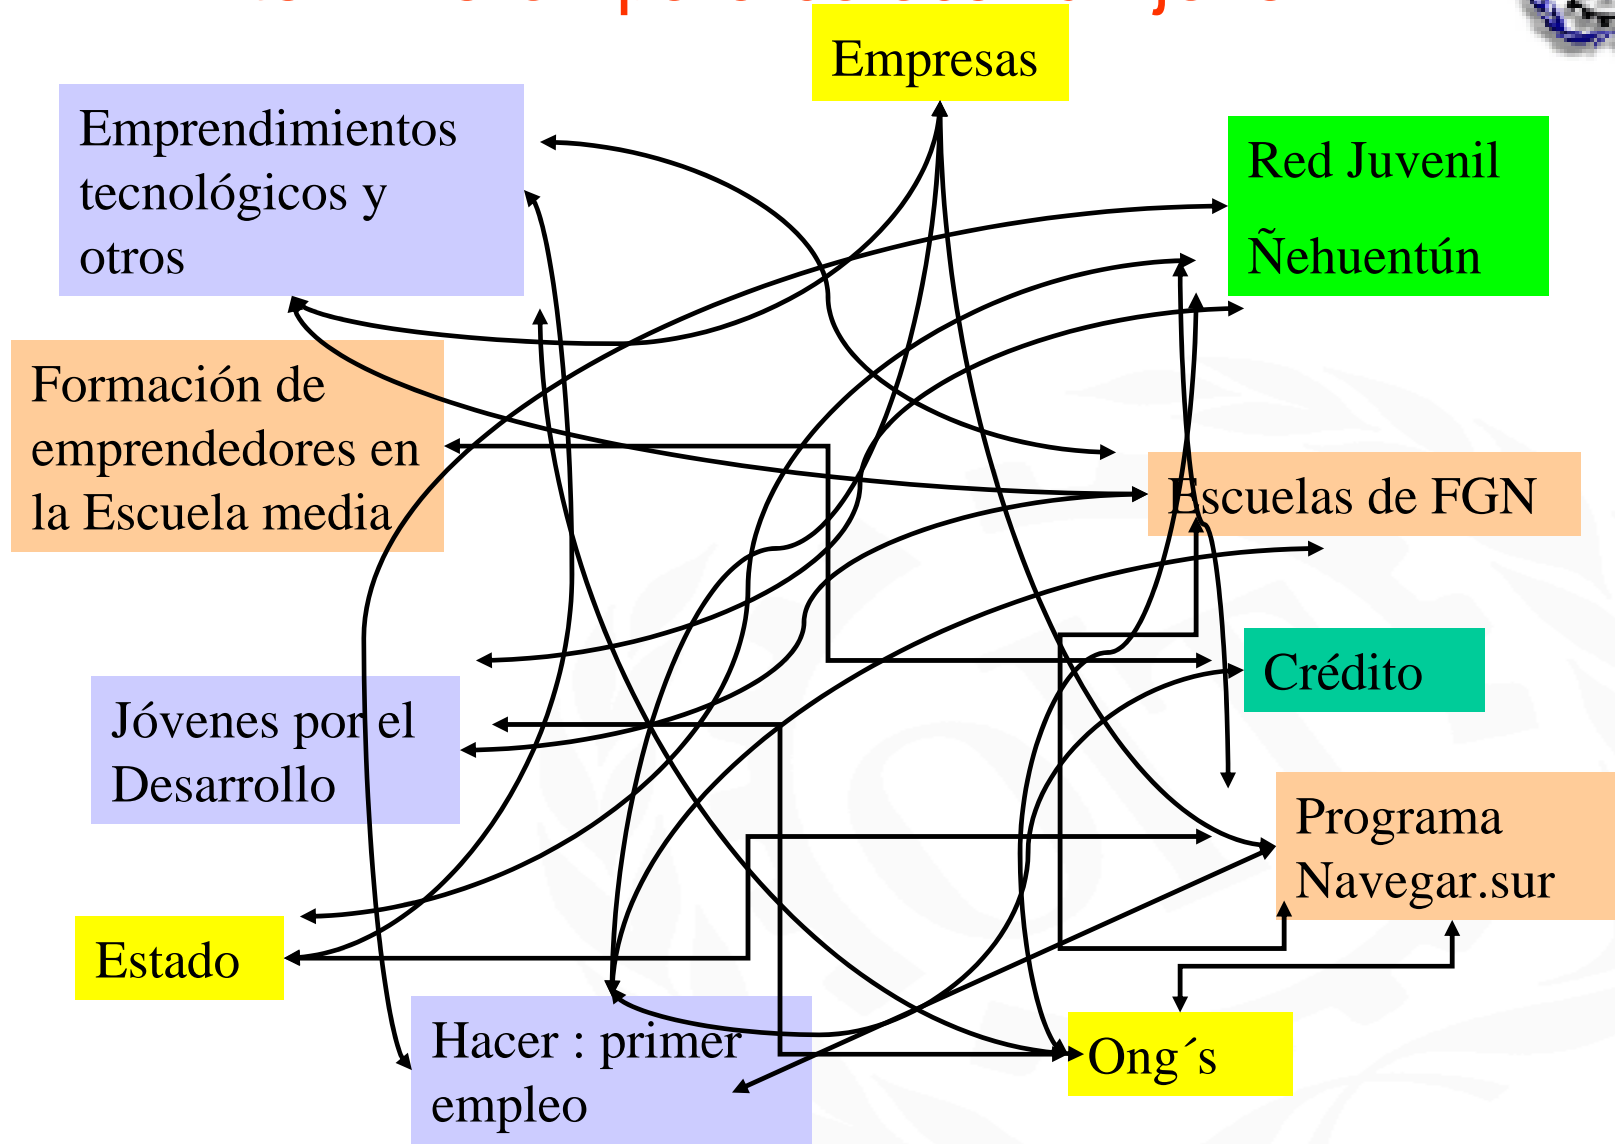 Empresas
Emprendimientos
tecnológicos y
otros
Red Juvenil
Ñehuentún
Formación de
emprendedores en
la Escuela media
Escuelas de FGN
Crédito
Jóvenes por el
Desarrollo
Programa
Navegar.sur
Estado
Hacer : primer
empleo
Ong´s